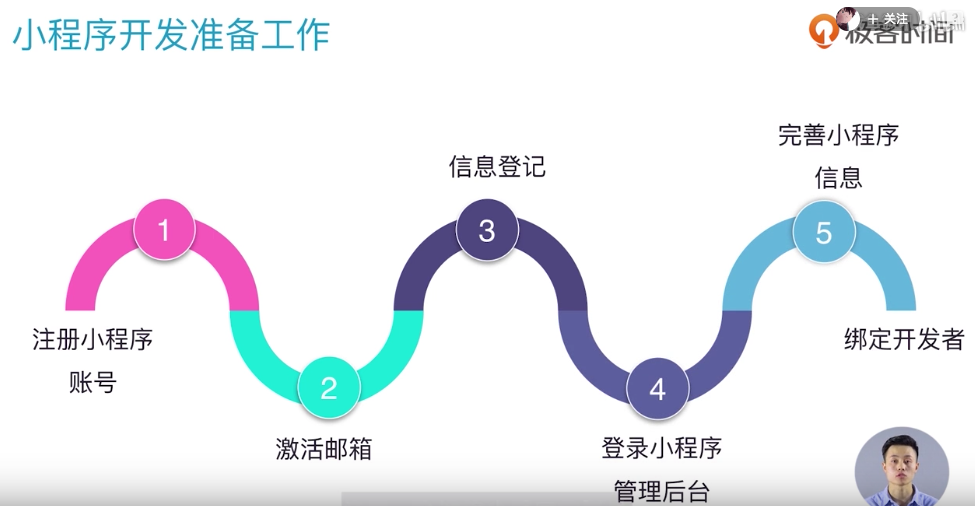 小程序开发准备工作
+ 关注
极客时间
完善小程序
信息
信息登记
1
3
5
注册小程序
账号
绑定开发者
2
4
激活邮箱
登录小程序
管理后台